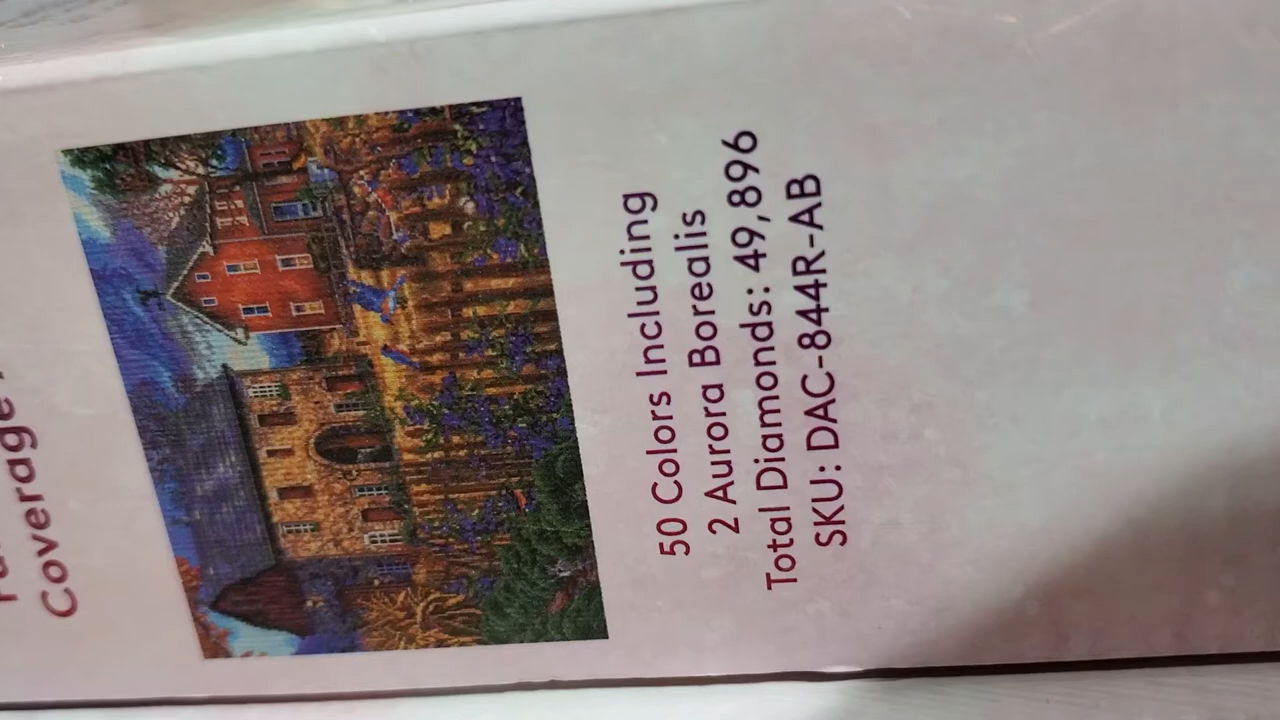 Coverage
50 Colors Including
2 Aurora Borealis
Total Diamonds: 49,896
SKU: DAC-844R-AB